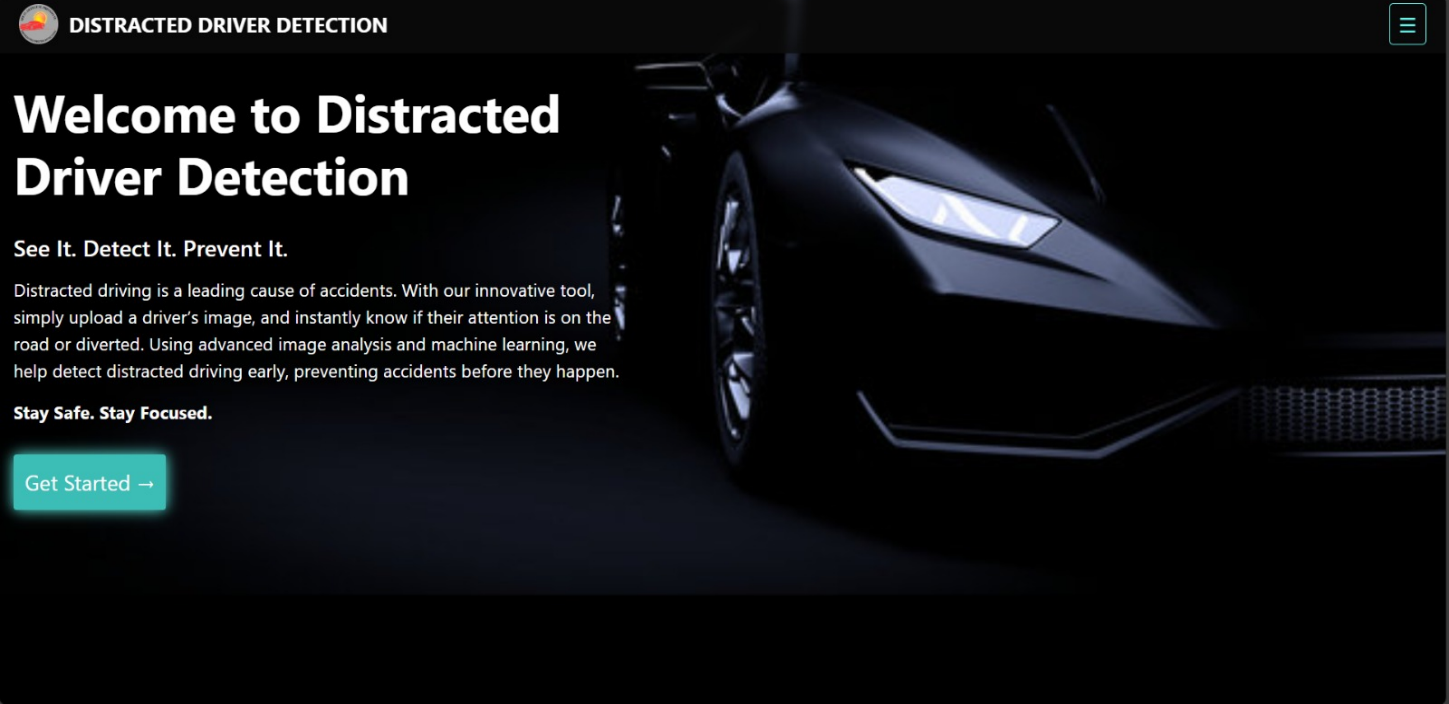 DISTRACTED DRIVER DETECTION
Welcome to Distracted
Driver Detection
See It. Detect It. Prevent It.
Distracted driving is a leading cause of accidents. With our innovative tool,
simply upload a driver’s image, and instantly know if their attention is on the
road or diverted. Using advanced image analysis and machine learning, we
help detect distracted driving early, preventing accidents before they happen.
Stay Safe. Stay Focused.
Get Started →